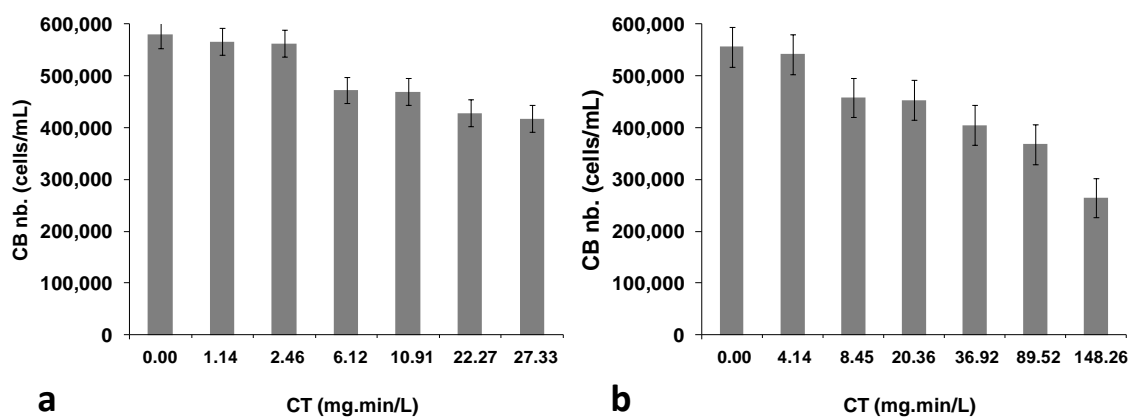 600,000
500,000
400,000
300,000
200,000
100,000
0
CB nb. (cells/mL)
0.00 1.14 2.46 6.12 10.91 22.27 27.33
a CT (mg.min/L)
600,000
500,000
400,000
300,000
200,000
100,000
0
CB nb. (cells/mL)
0.00 4.14 8.45 20.36 36.92 89.52 148.26
b CT (mg.min/L)